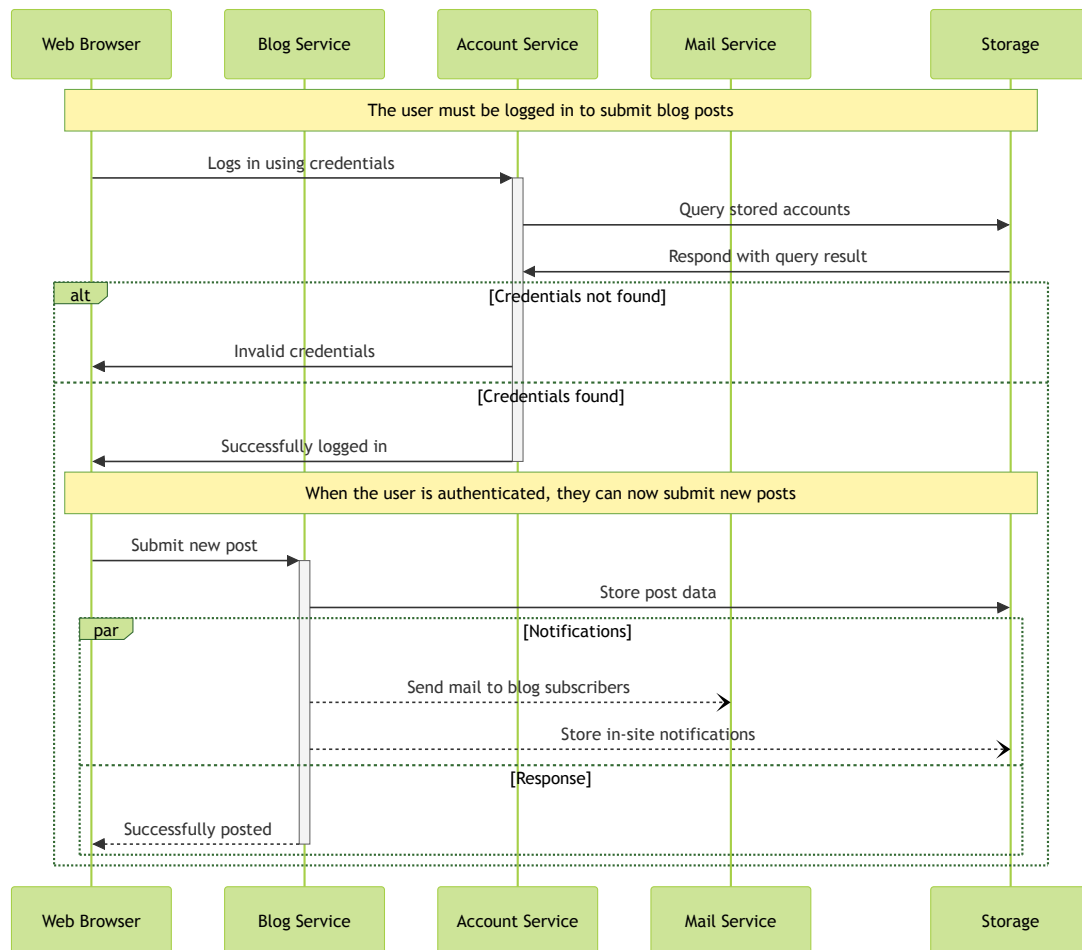 Web Browser
Blog Service
Account Service
Mail Service
Storage
The user must be logged in to submit blog posts
Logs in using credentials
Query stored accounts
Respond with query result
alt
[Credentials not found]
Invalid credentials
[Credentials found]
Successfully logged in
When the user is authenticated, they can now submit new posts
Submit new post
Store post data
par
[Notifications]
Send mail to blog subscribers
Store in-site notifications
[Response]
Successfully posted
Web Browser
Blog Service
Account Service
Mail Service
Storage